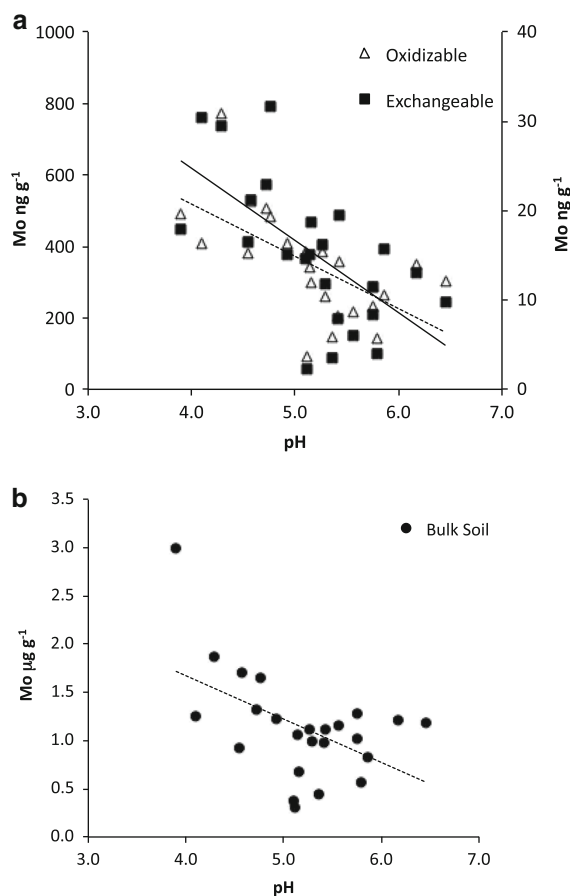 a
1000
800
600
400
200
0
Mo ng g⁻¹
40
30
20
10
0
Mo ng g⁻¹
△ Oxidizable
■ Exchangeable
3.0 4.0 5.0 6.0 7.0
pH
b
3.5
3.0
2.5
2.0
1.5
1.0
0.5
0.0
Mo µg g⁻¹
● Bulk Soil
3.0 4.0 5.0 6.0 7.0
pH